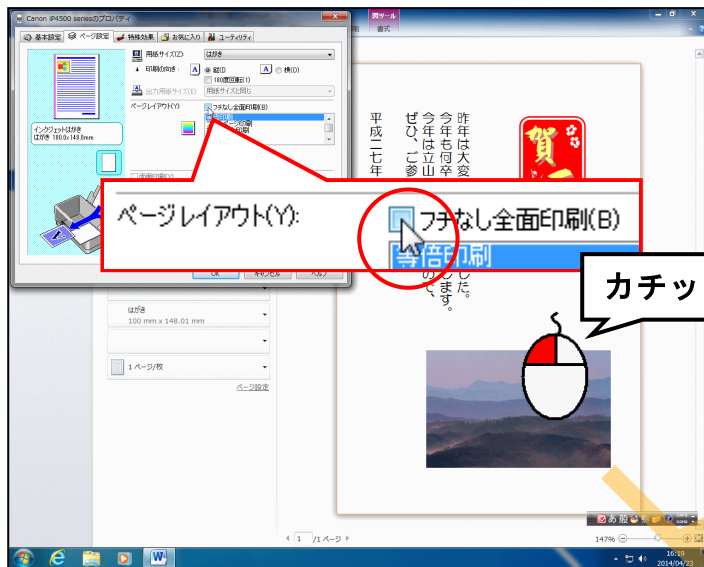 Canon iP4500 seriesのプロパティ
基本設定 ページ設定 特殊効果 お気に入り ユーティリティ
用紙サイズ(Z): はがき
印刷の向き: A 縦(D) A 横(O)
180度回転(1)
出力用紙サイズ(E): 用紙サイズと同じ
ページレイアウト(Y): フチなし全面印刷(B)
インクジェットはがき
はがき 100.0x148.0mm
ページレイアウト(Y):
フチなし全面印刷(B)
等倍印刷
OK キャンセル ヘルプ
図ツール
書式
賀
昨年は大変
今年も何卒
今年は立山
ぜひ、ご参
平成二七年
カチッ
はがき
100 mm x 148.01 mm
1 ページ/枚
ページ設定
1 /1 ページ
147%
あ 般
W
16:19
2014/04/23